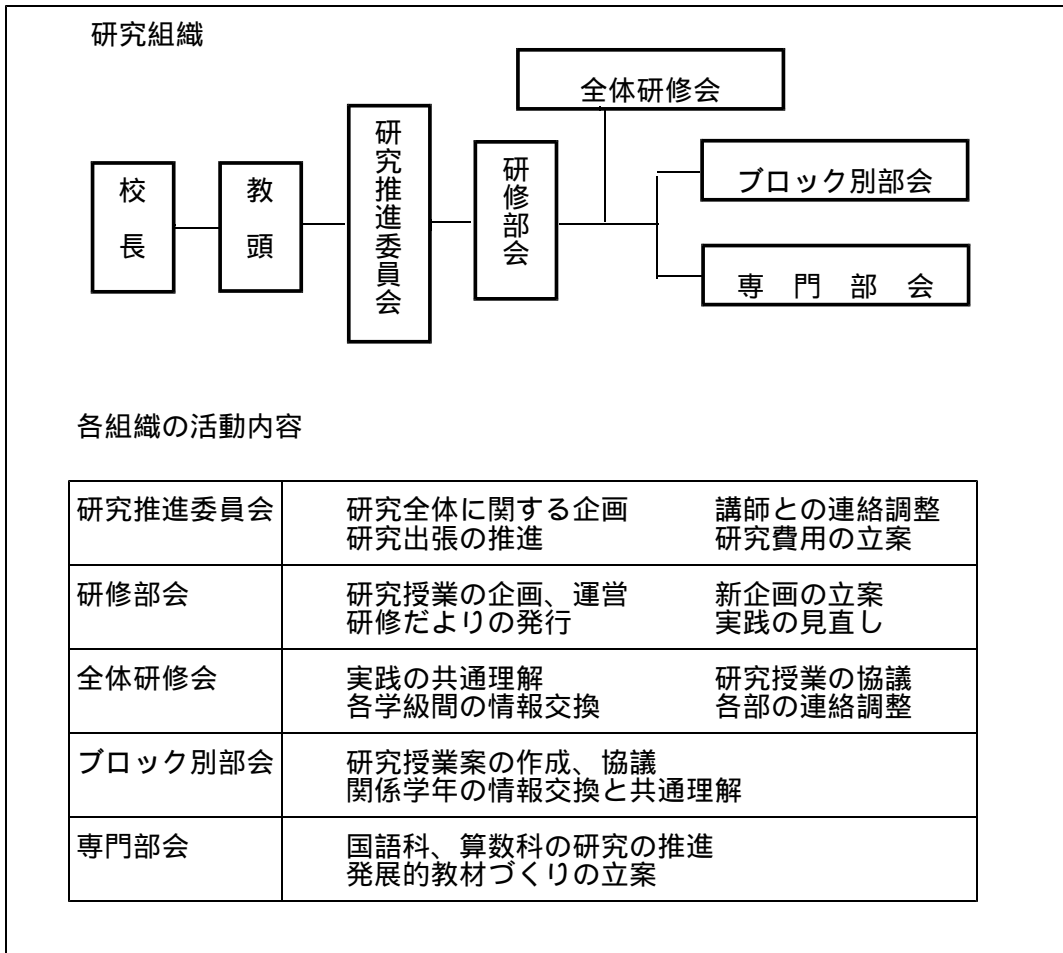 研究組織
全体研修会
校長
教頭
研究推進委員会
研修部会
ブロック別部会
専門部会
各組織の活動内容
研究推進委員会 研究全体に関する企画 講師との連絡調整
研究出張の推進 研究費用の立案
研修部会 研究授業の企画、運営 新企画の立案
研修だよりの発行 実践の見直し
全体研修会 実践の共通理解 研究授業の協議
各学級間の情報交換 各部の連絡調整
ブロック別部会 研究授業案の作成、協議
関係学年の情報交換と共通理解
専門部会 国語科、算数科の研究の推進
発展的教材づくりの立案